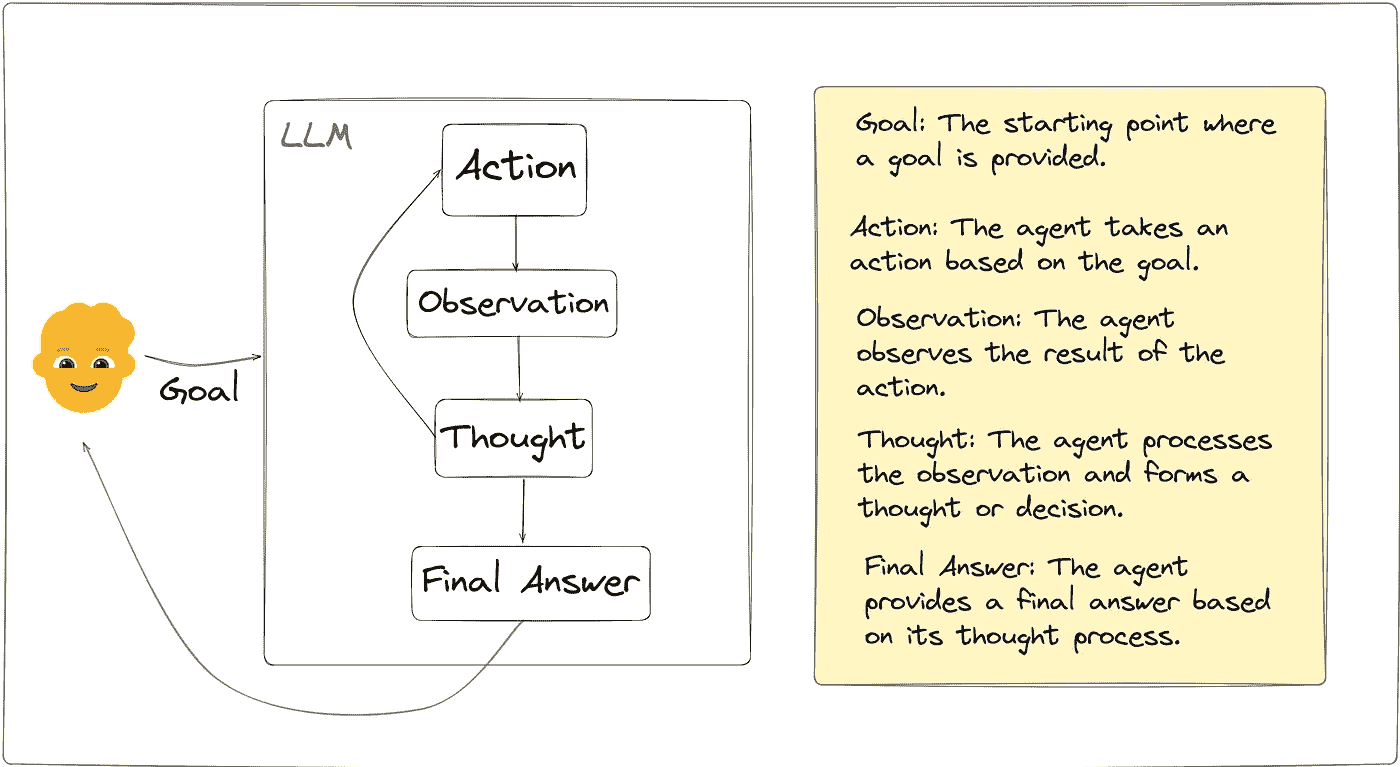 LLM
Action
Observation
Thought
Final Answer
Goal
Goal: The starting point where
a goal is provided.
Action: The agent takes an
action based on the goal.
Observation: The agent
observes the result of the
action.
Thought: The agent processes
the observation and forms a
thought or decision.
Final Answer: The agent
provides a final answer based
on its thought process.